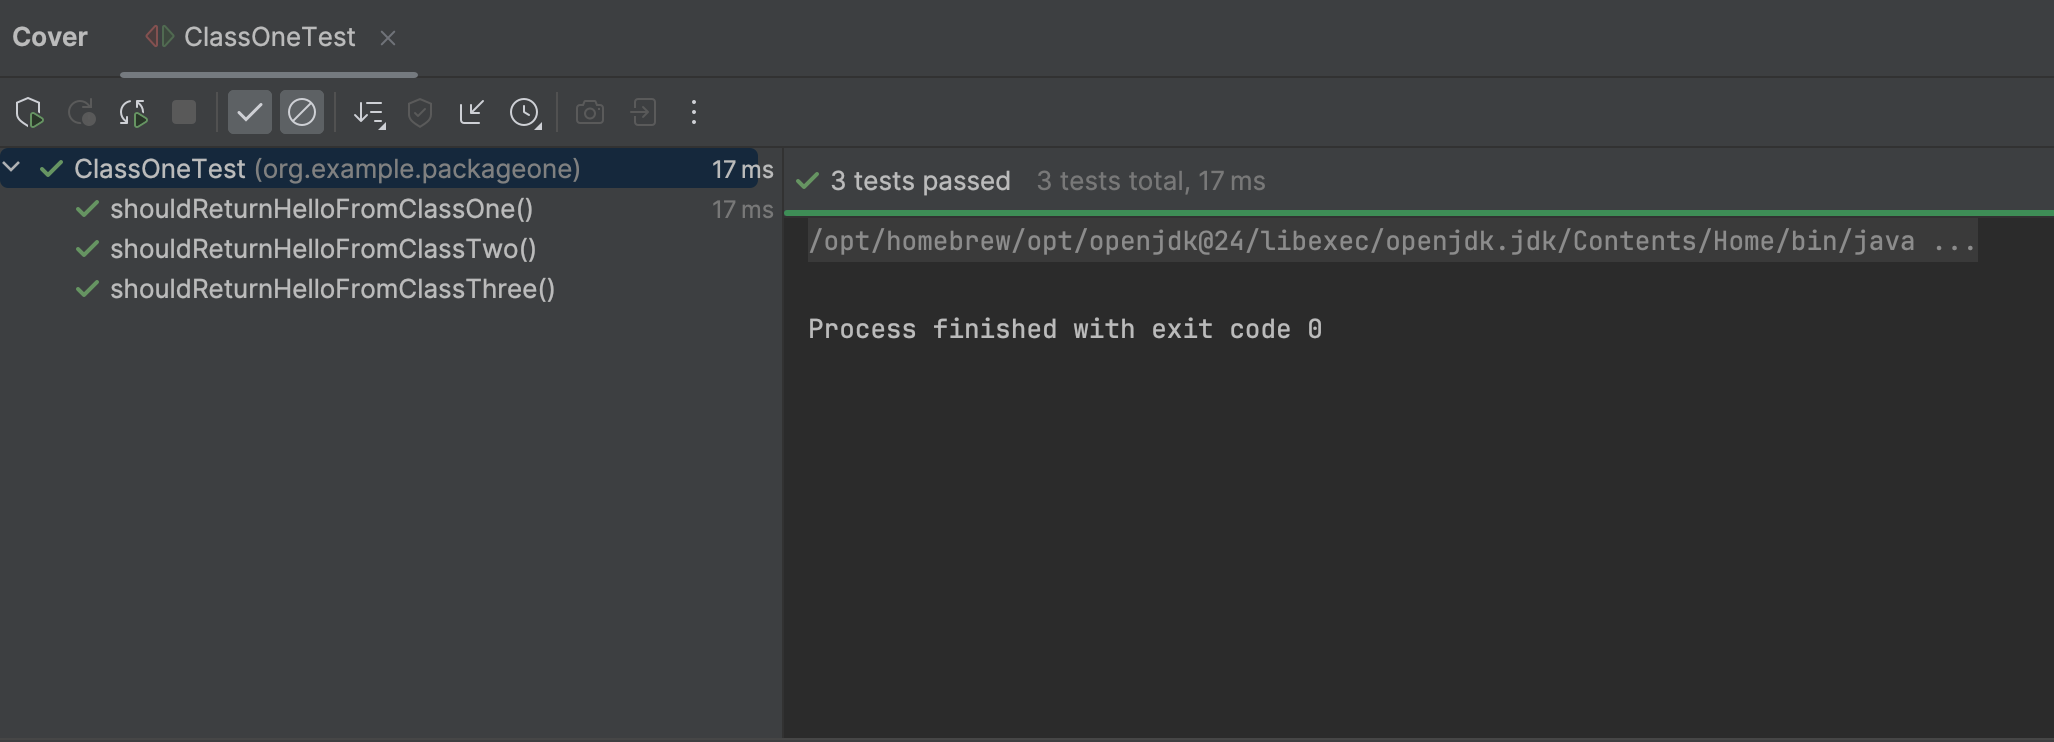 Cover ClassOneTest
ClassOneTest (org.example.packageone) 17 ms
shouldReturnHelloFromClassOne() 17 ms
shouldReturnHelloFromClassTwo()
shouldReturnHelloFromClassThree()
3 tests passed 3 tests total, 17 ms
/opt/homebrew/opt/openjdk@24/libexec/openjdk.jdk/Contents/Home/bin/java ...
Process finished with exit code 0